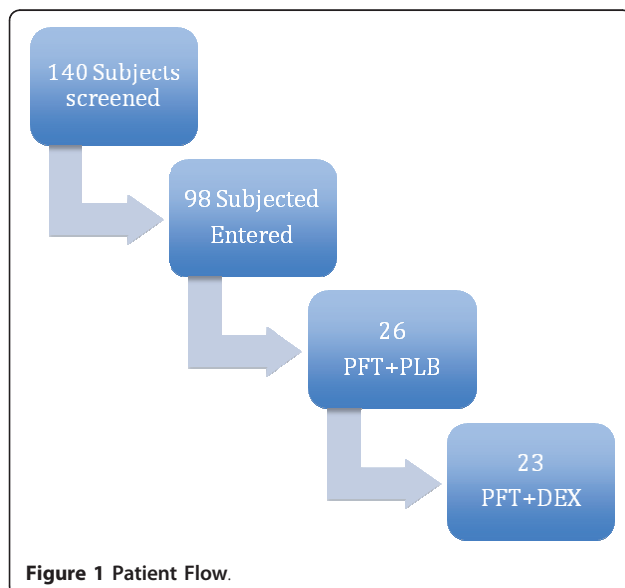 140 Subjects
screened
98 Subjected
Entered
26
PFT+PLB
23
PFT+DEX
Figure 1 Patient Flow.